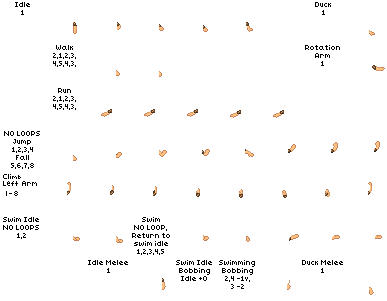 Idle
1
Duck
1
Walk
2,1,2,3,
4,5,4,3,
Rotation
Arm
1
Run
2,1,2,3,
4,5,4,3,
NO LOOPS
Jump
1,2,3,4
Fall
5,6,7,8
Climb
Left Arm
1-8
Swim Idle
NO LOOPS
1,2
Swim
NO LOOP,
Return to
swim idle
1,2,3,4,5
Swim Idle
Bobbing
Idle +0
Swimming
Bobbing
2,4 -1v,
3 -2
Duck
1
Idle Melee
1
Duck Melee
1